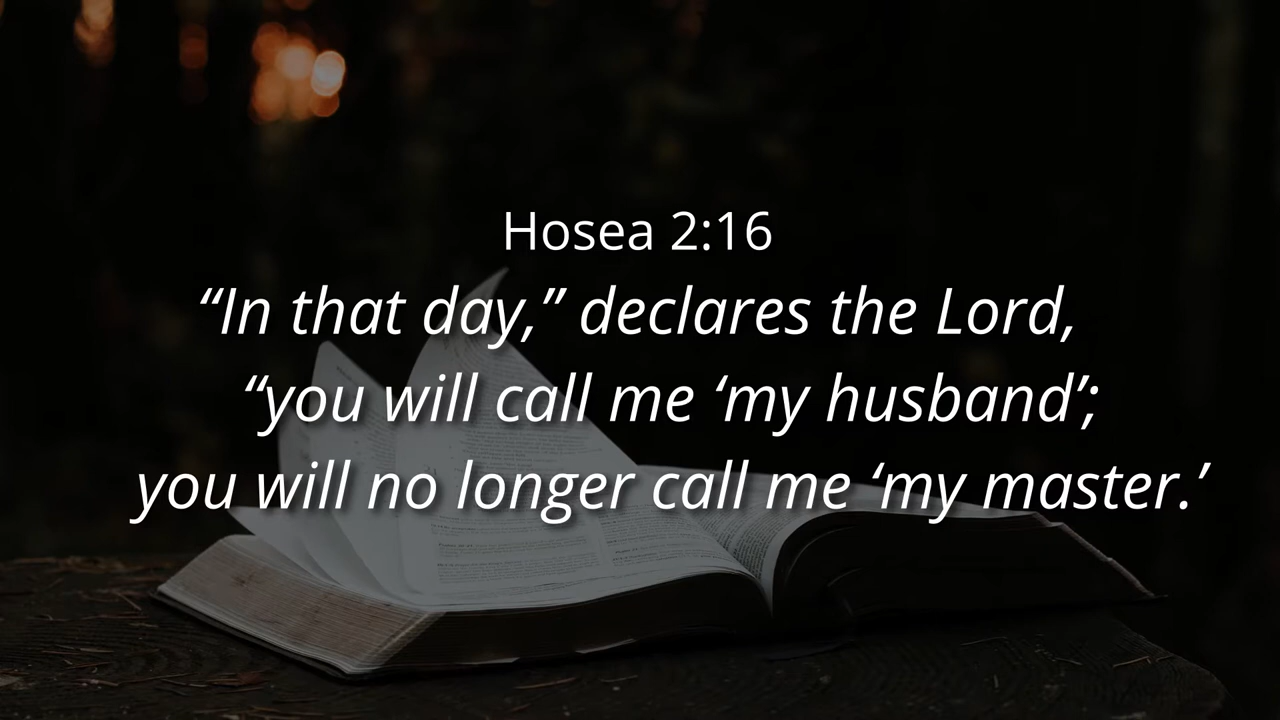 Hosea 2:16
“In that day,” declares the Lord,
“you will call me ‘my husband’;
you will no longer call me ‘my master.’